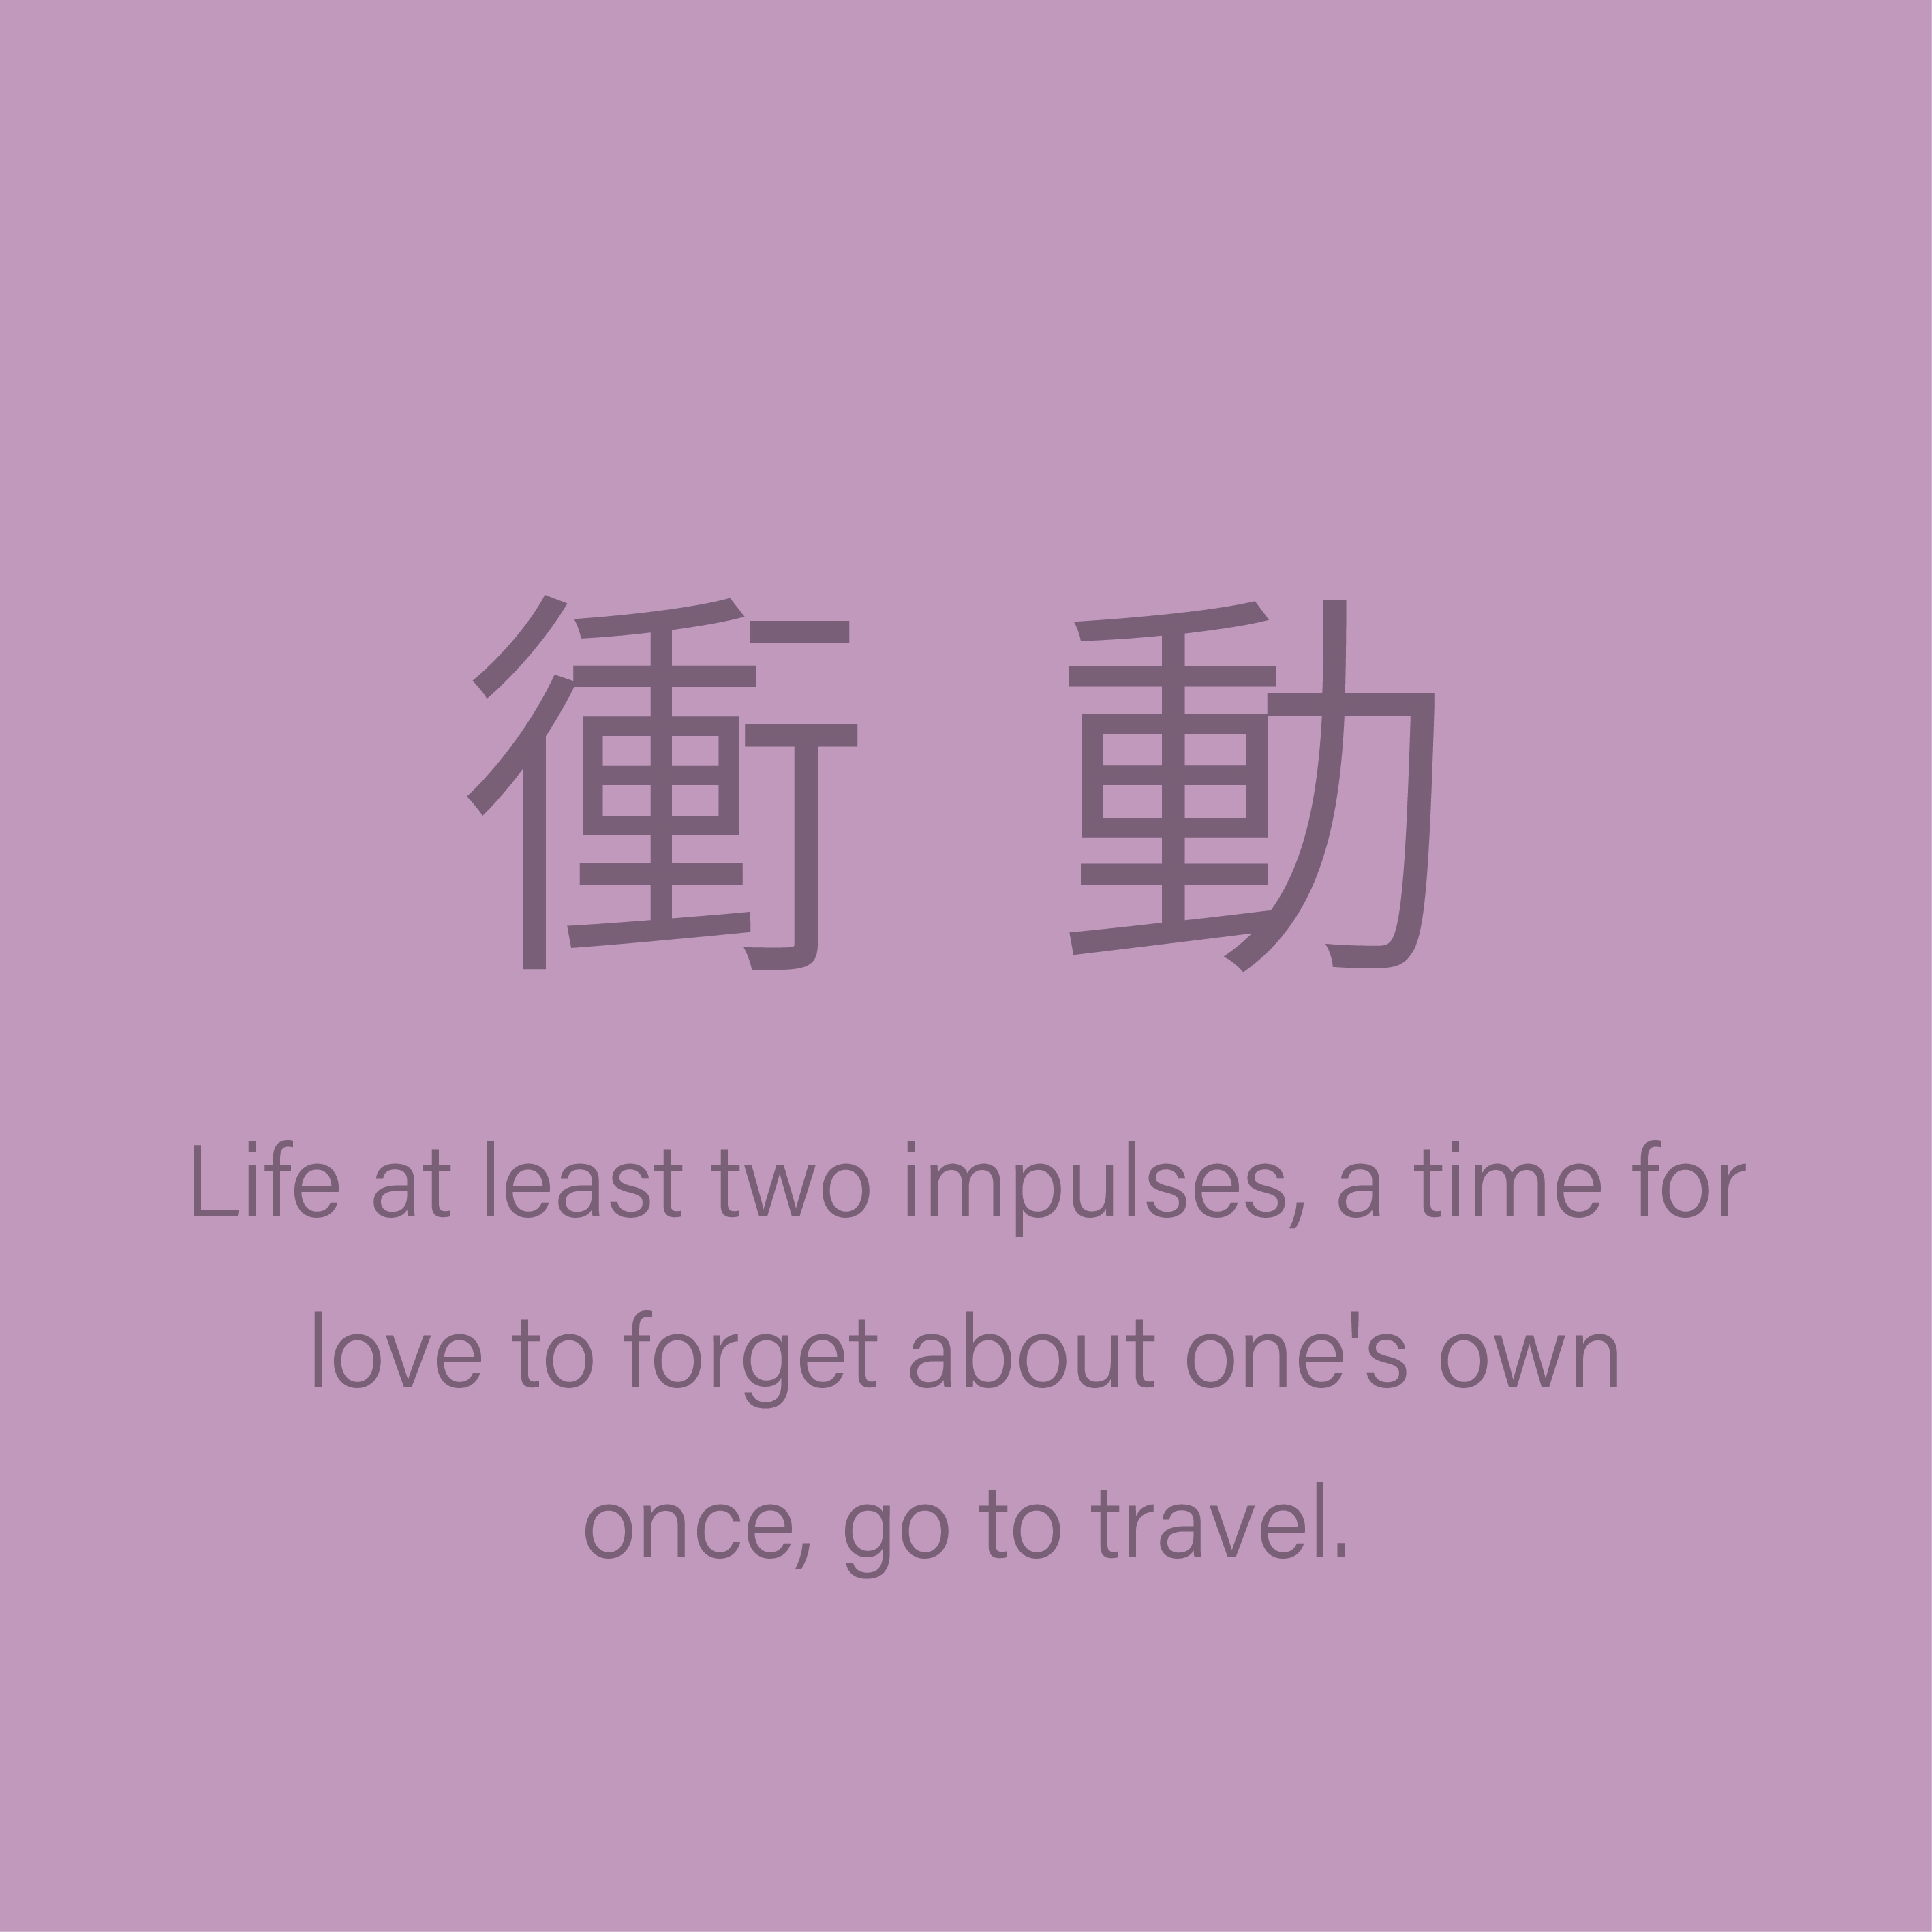 衝動
Life at least two impulses, a time for
love to forget about one's own
once, go to travel.